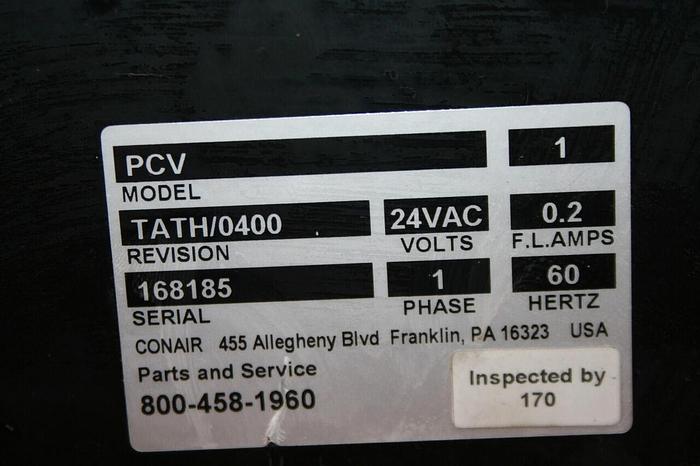 PCV 1
MODEL
TATH/0400 24VAC 0.2
REVISION VOLTS F.L.AMPS
168185 1 60
SERIAL PHASE HERTZ
CONAIR 455 Allegheny Blvd Franklin, PA 16323 USA
Parts and Service
800-458-1960
Inspected by
170